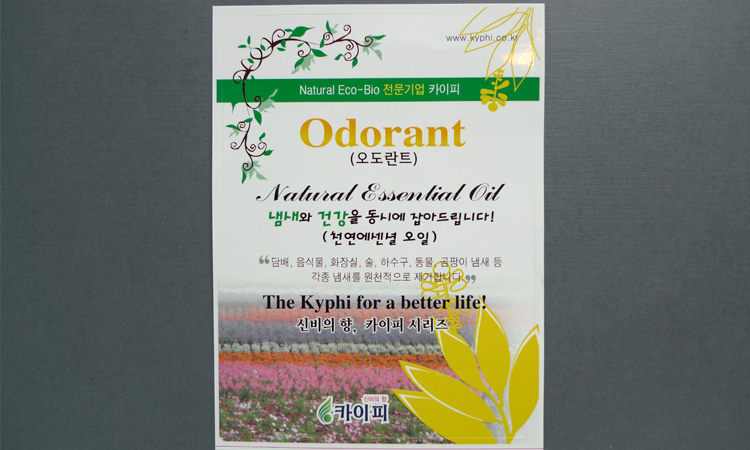 www.kyphi.co.kr
Natural Eco-Bio 전문기업 카이피
Odorant
(오도란트)
Natural Essential Oil
냄새와 건강을 동시에 잡아드립니다!
(천연에센셜 오일)
“담배, 음식물, 화장실, 술, 하수구, 동물, 곰팡이 냄새 등
각종 냄새를 원천적으로 제거합니다.”
The Kyphi for a better life!
신비의 향, 카이피 시리즈
신비의 향
카이피